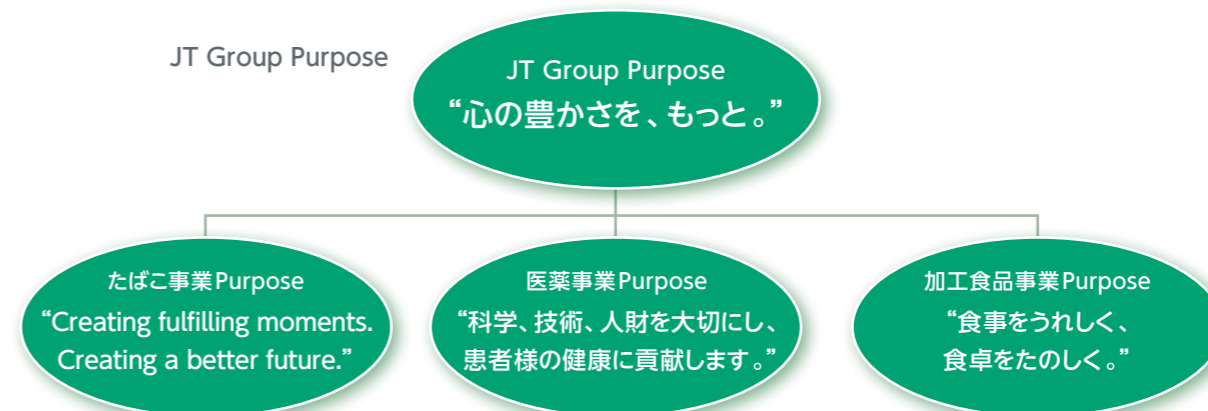 JT Group Purpose
JT Group Purpose
“心の豊かさを、もっと。”
たばこ事業Purpose
“Creating fulfilling moments.
Creating a better future.”
医薬事業Purpose
“科学、技術、人財を大切にし、
患者様の健康に貢献します。”
加工食品事業Purpose
“食事をうれしく、
食卓をたのしく。”